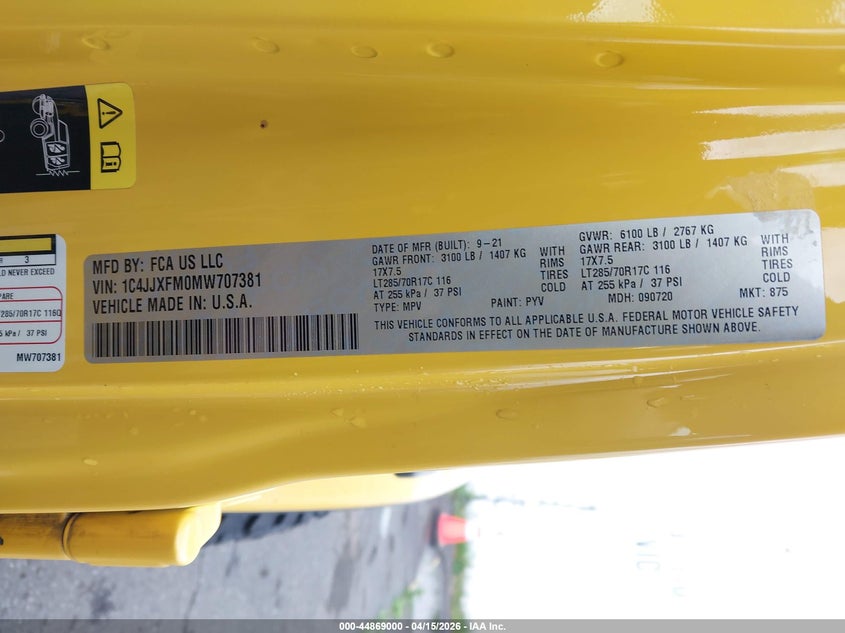 R 3
LD NEVER EXCEED
PARE
T285/70R17C 116Q
5 kPa / 37 PSI
MW707381
MFD BY: FCA US LLC
VIN: 1C4JJXFM0MW707381
VEHICLE MADE IN U.S.A.
DATE OF MFR (BUILT): 9-21
GAWR FRONT: 3100 LB / 1407 KG WITH
17X7.5 RIMS
LT285/70R17C 116 TIRES
AT 255 kPa / 37 PSI COLD
TYPE: MPV PAINT: PYV
GVWR: 6100 LB / 2767 KG
GAWR REAR: 3100 LB / 1407 KG WITH
17X7.5 RIMS
LT285/70R17C 116 TIRES
AT 255 kPa / 37 PSI COLD
MDH: 090720 MKT: 875
THIS VEHICLE CONFORMS TO ALL APPLICABLE U.S.A. FEDERAL MOTOR VEHICLE SAFETY
STANDARDS IN EFFECT ON THE DATE OF MANUFACTURE SHOWN ABOVE.
000-44869000 - 04/15/2026 - IAA Inc.